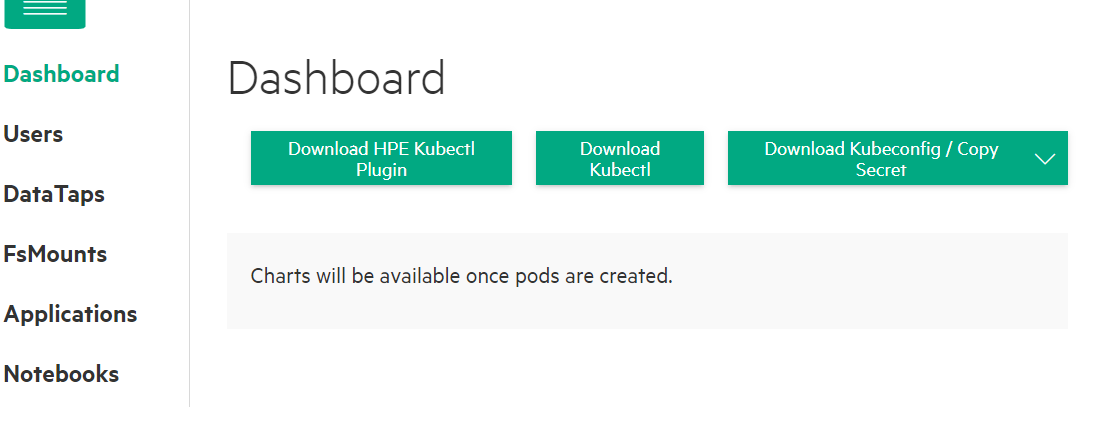 Dashboard
Users
DataTaps
FsMounts
Applications
Notebooks
Dashboard
Download HPE Kubectl
Plugin
Download
Kubectl
Download Kubeconfig / Copy
Secret
Charts will be available once pods are created.